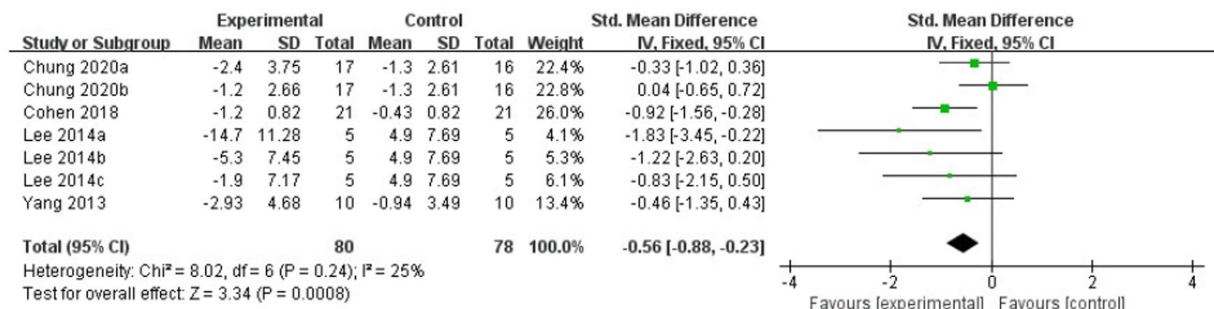 Experimental Control Std. Mean Difference Std. Mean Difference
Study or Subgroup Mean SD Total Mean SD Total Weight IV, Fixed, 95% CI IV, Fixed, 95% CI
Chung 2020a -2.4 3.75 17 -1.3 2.61 16 22.4% -0.33 [-1.02, 0.36]
Chung 2020b -1.2 2.66 17 -1.3 2.61 16 22.8% 0.04 [-0.65, 0.72]
Cohen 2018 -1.2 0.82 21 -0.43 0.82 21 26.0% -0.92 [-1.56, -0.28]
Lee 2014a -14.7 11.28 5 4.9 7.69 5 4.1% -1.83 [-3.45, -0.22]
Lee 2014b -5.3 7.45 5 4.9 7.69 5 5.3% -1.22 [-2.63, 0.20]
Lee 2014c -1.9 7.17 5 4.9 7.69 5 6.1% -0.83 [-2.15, 0.50]
Yang 2013 -2.93 4.68 10 -0.94 3.49 10 13.4% -0.46 [-1.35, 0.43]
Total (95% CI) 80 78 100.0% -0.56 [-0.88, -0.23]
Heterogeneity: Chi² = 8.02, df = 6 (P = 0.24); I² = 25%
Test for overall effect: Z = 3.34 (P = 0.0008)
-4 -2 0 2 4
Favours [experimental] Favours [control]